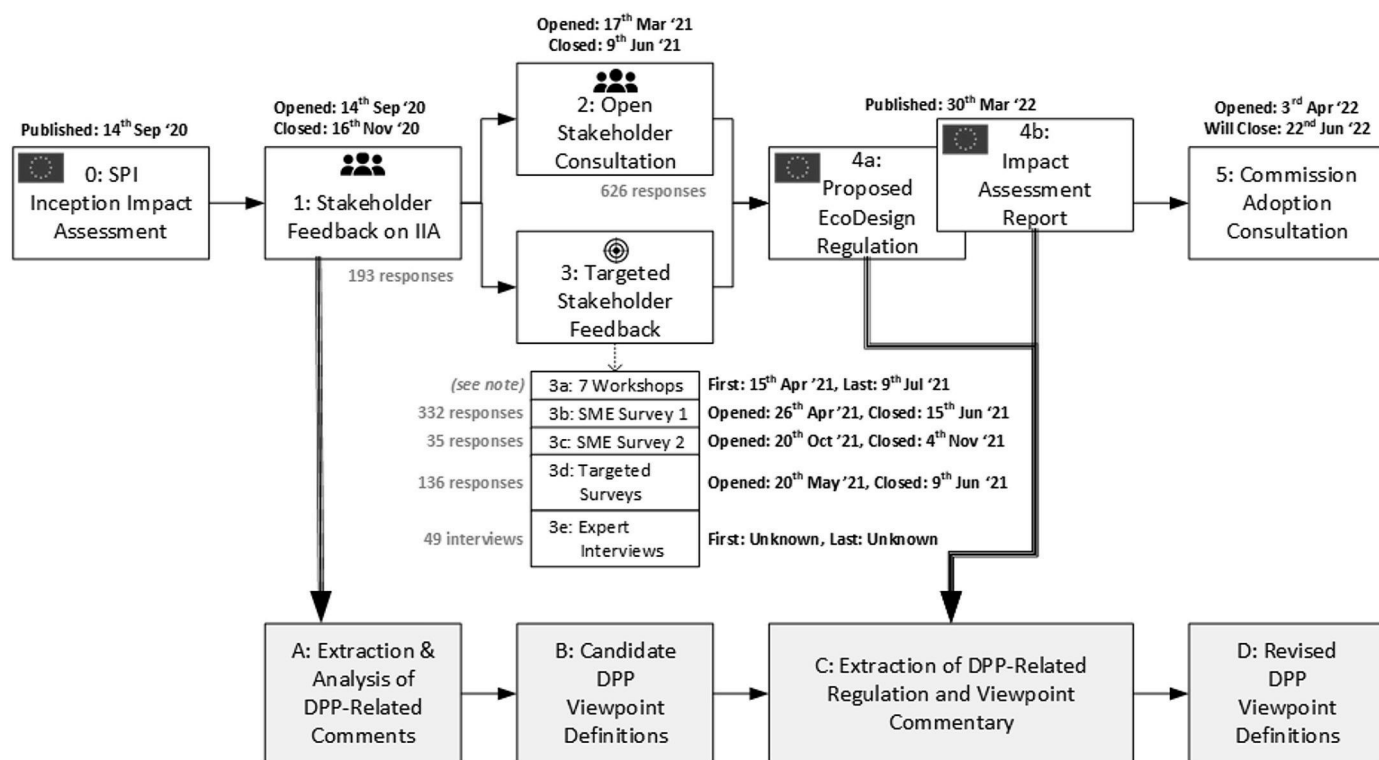 Published: 14th Sep ‘20
0: SPI
Inception Impact
Assessment
Opened: 14th Sep ‘20
Closed: 16th Nov ‘20
1: Stakeholder
Feedback on IIA
193 responses
Opened: 17th Mar ‘21
Closed: 9th Jun ‘21
2: Open
Stakeholder
Consultation
626 responses
3: Targeted
Stakeholder
Feedback
(see note)
3a: 7 Workshops
First: 15th Apr ’21, Last: 9th Jul ‘21
332 responses
3b: SME Survey 1
Opened: 26th Apr ’21, Closed: 15th Jun ‘21
35 responses
3c: SME Survey 2
Opened: 20th Oct ‘21, Closed: 4th Nov ‘21
136 responses
3d: Targeted
Surveys
Opened: 20th May ’21, Closed: 9th Jun ‘21
49 interviews
3e: Expert
Interviews
First: Unknown, Last: Unknown
Published: 30th Mar ‘22
4a:
Proposed
EcoDesign
Regulation
4b:
Impact
Assessment
Report
Opened: 3rd Apr ‘22
Will Close: 22nd Jun ‘22
5: Commission
Adoption
Consultation
A: Extraction &
Analysis of
DPP-Related
Comments
B: Candidate
DPP
Viewpoint
Definitions
C: Extraction of DPP-Related
Regulation and Viewpoint
Commentary
D: Revised
DPP
Viewpoint
Definitions